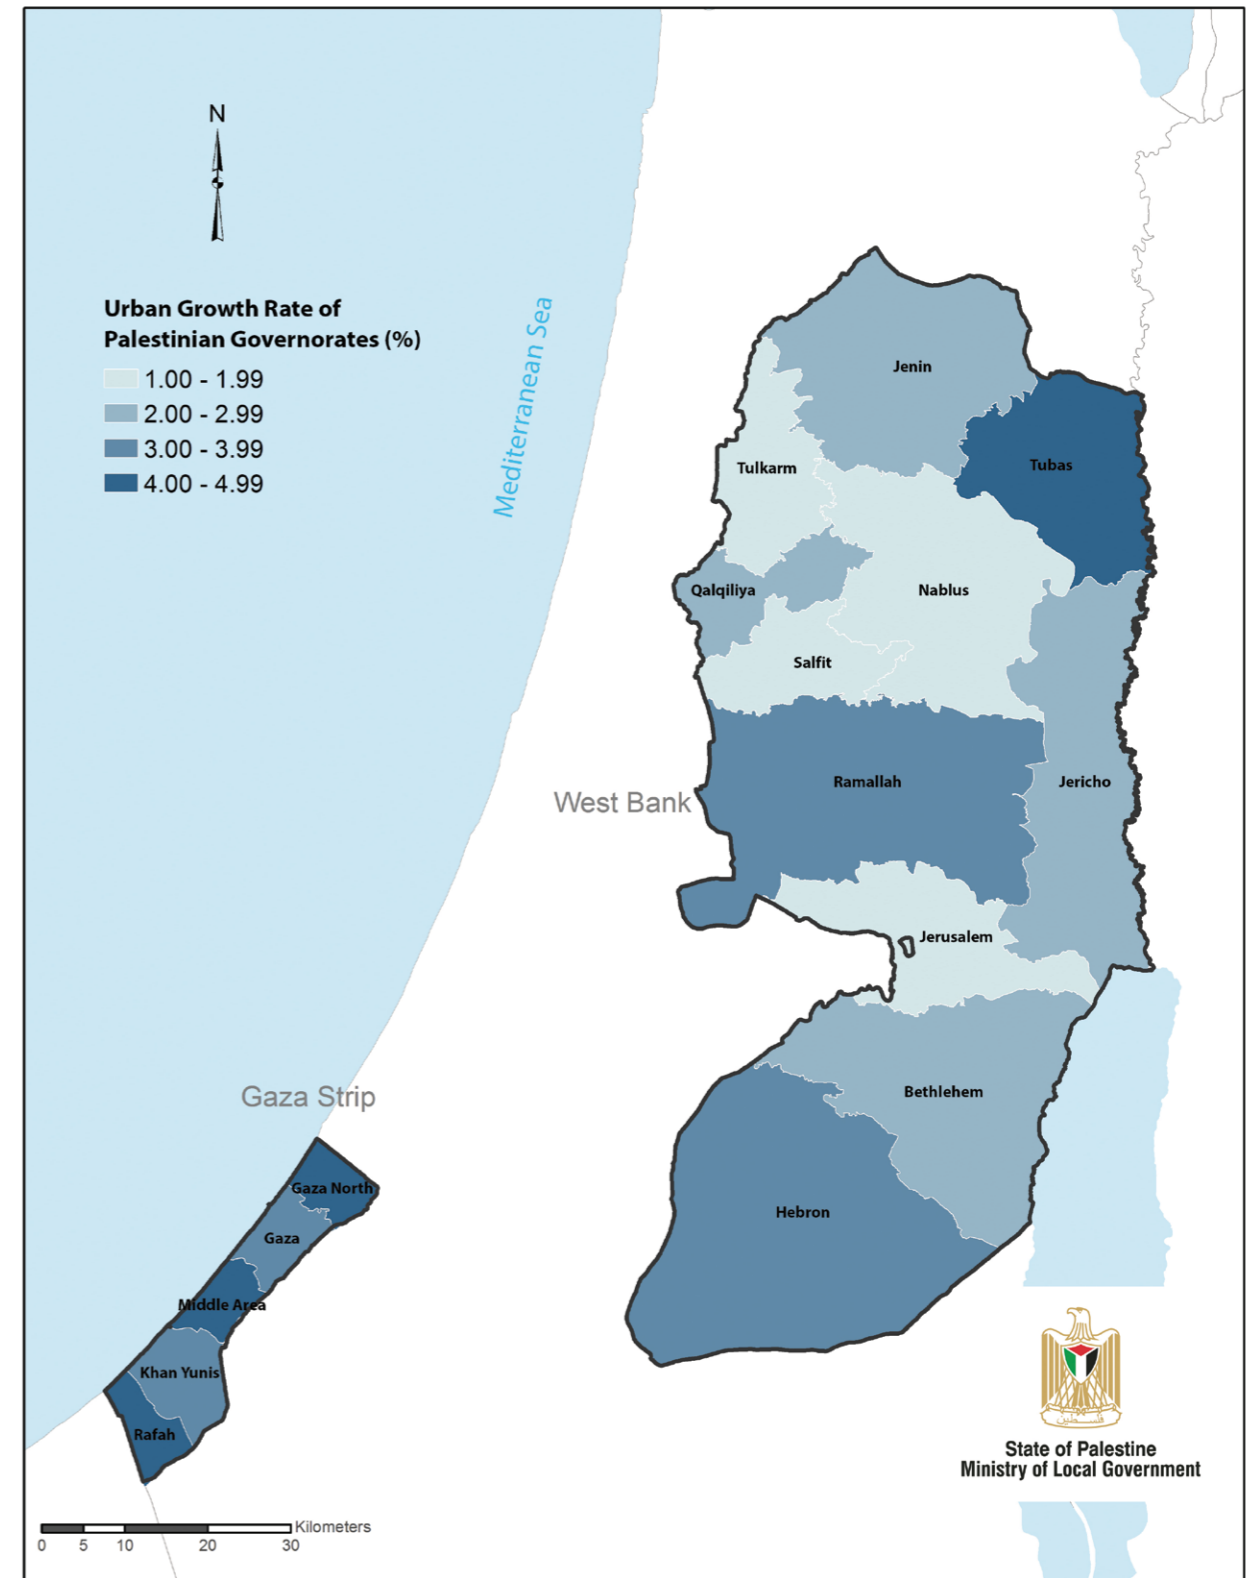 N
Urban Growth Rate of
Palestinian Governorates (%)
1.00 - 1.99
2.00 - 2.99
3.00 - 3.99
4.00 - 4.99
Mediterranean Sea
Jenin
Tulkarm
Tubas
Qalqiliya
Nablus
Salfit
Ramallah
Jericho
West Bank
Jerusalem
Bethlehem
Hebron
Gaza Strip
Gaza North
Gaza
Middle Area
Khan Yunis
Rafah
فلسطين
State of Palestine
Ministry of Local Government
Kilometers
0 5 10 20 30